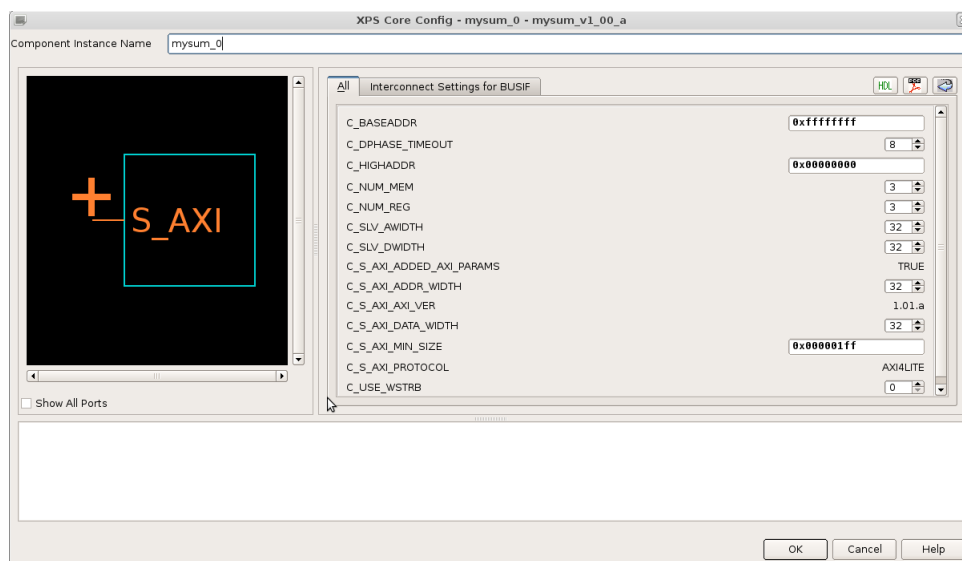 XPS Core Config - mysum_0 - mysum_v1_00_a
Component Instance Name mysum_0
S_AXI
Show All Ports
All Interconnect Settings for BUSIF HDL PDF
C_BASEADDR 0xffffffff
C_DPHASE_TIMEOUT 8
C_HIGHADDR 0x00000000
C_NUM_MEM 3
C_NUM_REG 3
C_SLV_AWIDTH 32
C_SLV_DWIDTH 32
C_S_AXI_ADDED_AXI_PARAMS TRUE
C_S_AXI_ADDR_WIDTH 32
C_S_AXI_AXI_VER 1.01.a
C_S_AXI_DATA_WIDTH 32
C_S_AXI_MIN_SIZE 0x000001ff
C_S_AXI_PROTOCOL AXI4LITE
C_USE_WSTRB 0
OK Cancel Help